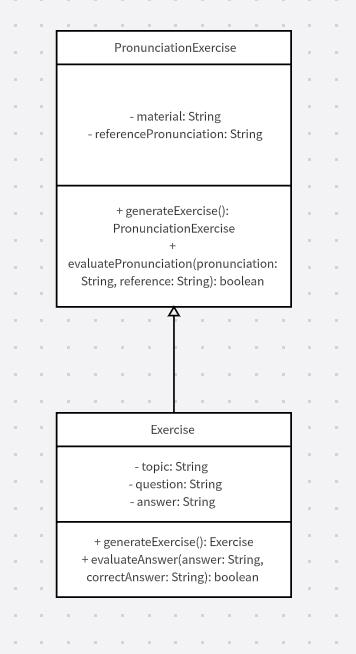 PronunciationExercise
- material: String
- referencePronunciation: String
+ generateExercise():
PronunciationExercise
+
evaluatePronunciation(pronunciation:
String, reference: String): boolean
Exercise
- topic: String
- question: String
- answer: String
+ generateExercise(): Exercise
+ evaluateAnswer(answer: String,
correctAnswer: String): boolean